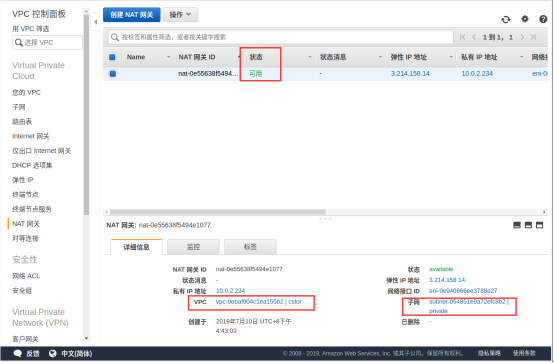 VPC 控制面板
用 VPC 筛选
选择 VPC
Virtual Private
Cloud
您的 VPC
子网
路由表
Internet 网关
仅出口 Internet 网关
DHCP 选项集
弹性 IP
终端节点
终端节点服务
NAT 网关
对等连接
安全性
网络 ACL
安全组
Virtual Private
Network (VPN)
客户网关
创建 NAT 网关 操作
按标签和属性筛选，或者按关键字搜索
1 到 1，1
Name NAT 网关 ID 状态 状态消息 弹性 IP 地址 私有 IP 地址 网络接
nat-0e55638f5494... 可用 - 3.214.158.14 10.0.2.234 eni-0
NAT 网关: nat-0e55638f5494e1077
详细信息 监控 标签
NAT 网关 ID nat-0e55638f5494e1077 状态 available
状态消息 - 弹性 IP 地址 3.214.158.14
私有 IP 地址 10.0.2.234 网络接口 ID eni-0e940866ee3788e27
VPC vpc-0ebaf904c1ea155b2 | cstor 子网 subnet-054851e9a72efc8b2 |
private
创建于 2019年7月10日 UTC+8下午
4:43:03
已删除 -
反馈 中文(简体) © 2008 - 2019, Amazon Web Services, Inc. 或其子公司。保留所有权利。 隐私策略 使用条款